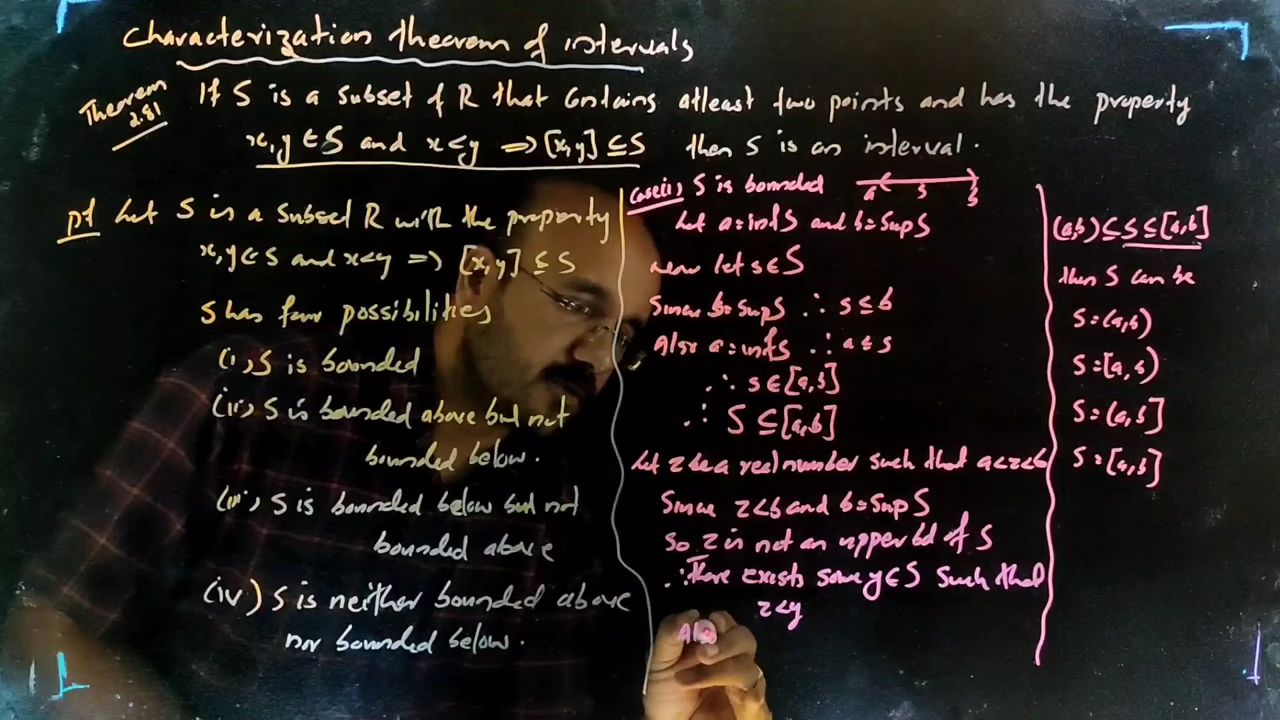 Characterization theorem of intervals
Theorem 2.81
If S is a subset of R that contains atleast two points and has the property
x, y ∈ S and x < y ⟹ [x, y] ⊆ S then S is an interval.
pf Let S is a subset R with the property
x, y ∈ S and x < y ⟹ [x, y] ⊆ S
S has four possibilities
(i) S is bounded
(ii) S is bounded above but not
bounded below.
(iii) S is bounded below but not
bounded above
(iv) S is neither bounded above
nor bounded below.
Case(i) S is bounded
a S b
Let a = inf S and b = sup S
now let s ∈ S
Since b = sup S ∴ s ≤ b
also a = inf S ∴ a ≤ s
∴ s ∈ [a, b]
∴ S ⊆ [a, b]
Let z be a real number such that a < z < b
Since z < b and b = sup S
So z is not an upper bd of S
∴ there exists some y ∈ S such that
z < y
(a, b) ⊆ S ⊆ [a, b]
then S can be
S = (a, b)
S = [a, b)
S = (a, b]
S = [a, b]